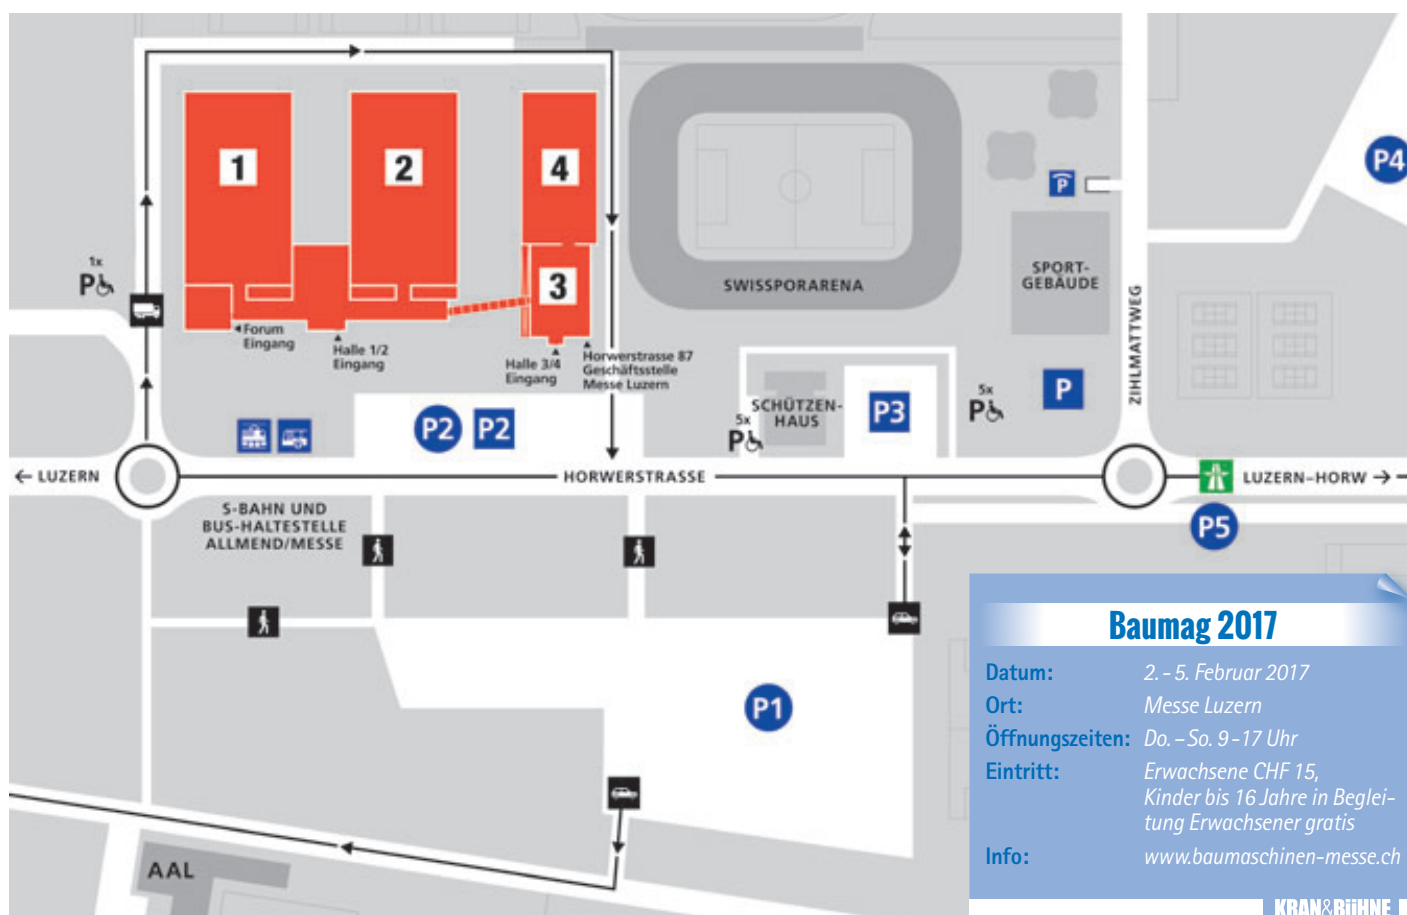 P4
1
2
4
3
P
SPORT-
GEBÄUDE
SWISSPORARENA
ZIHLMATTWEG
1x
P
Forum
Eingang
Halle 1/2
Eingang
Halle 3/4
Eingang
Horwerstrasse 87
Geschäftsstelle
Messe Luzern
SCHÜTZEN-
HAUS
5x
P
P3
5x
P
P
P2
P2
← LUZERN
HORWERSTRASSE
LUZERN–HORW →
P5
S-BAHN UND
BUS-HALTESTELLE
ALLMEND/MESSE
P1
AAL
Baumag 2017
Datum: 2. - 5. Februar 2017
Ort: Messe Luzern
Öffnungszeiten: Do. – So. 9 -17 Uhr
Eintritt: Erwachsene CHF 15,
Kinder bis 16 Jahre in Beglei-
tung Erwachsener gratis
Info: www.baumaschinen-messe.ch
KRAN&BÜHNE